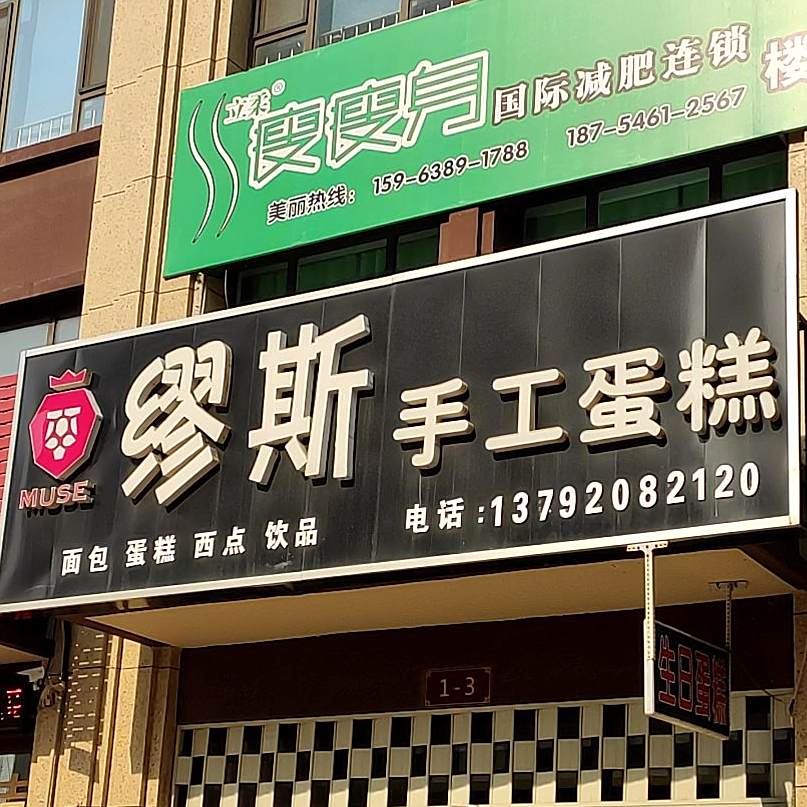 立彩® 瘦瘦身 国际减肥连锁 楼
美丽热线: 159-6389-1788 187-5461-2567
MUSE
缪斯 手工蛋糕
面包 蛋糕 西点 饮品
电话:13792082120
生日蛋糕
1-3